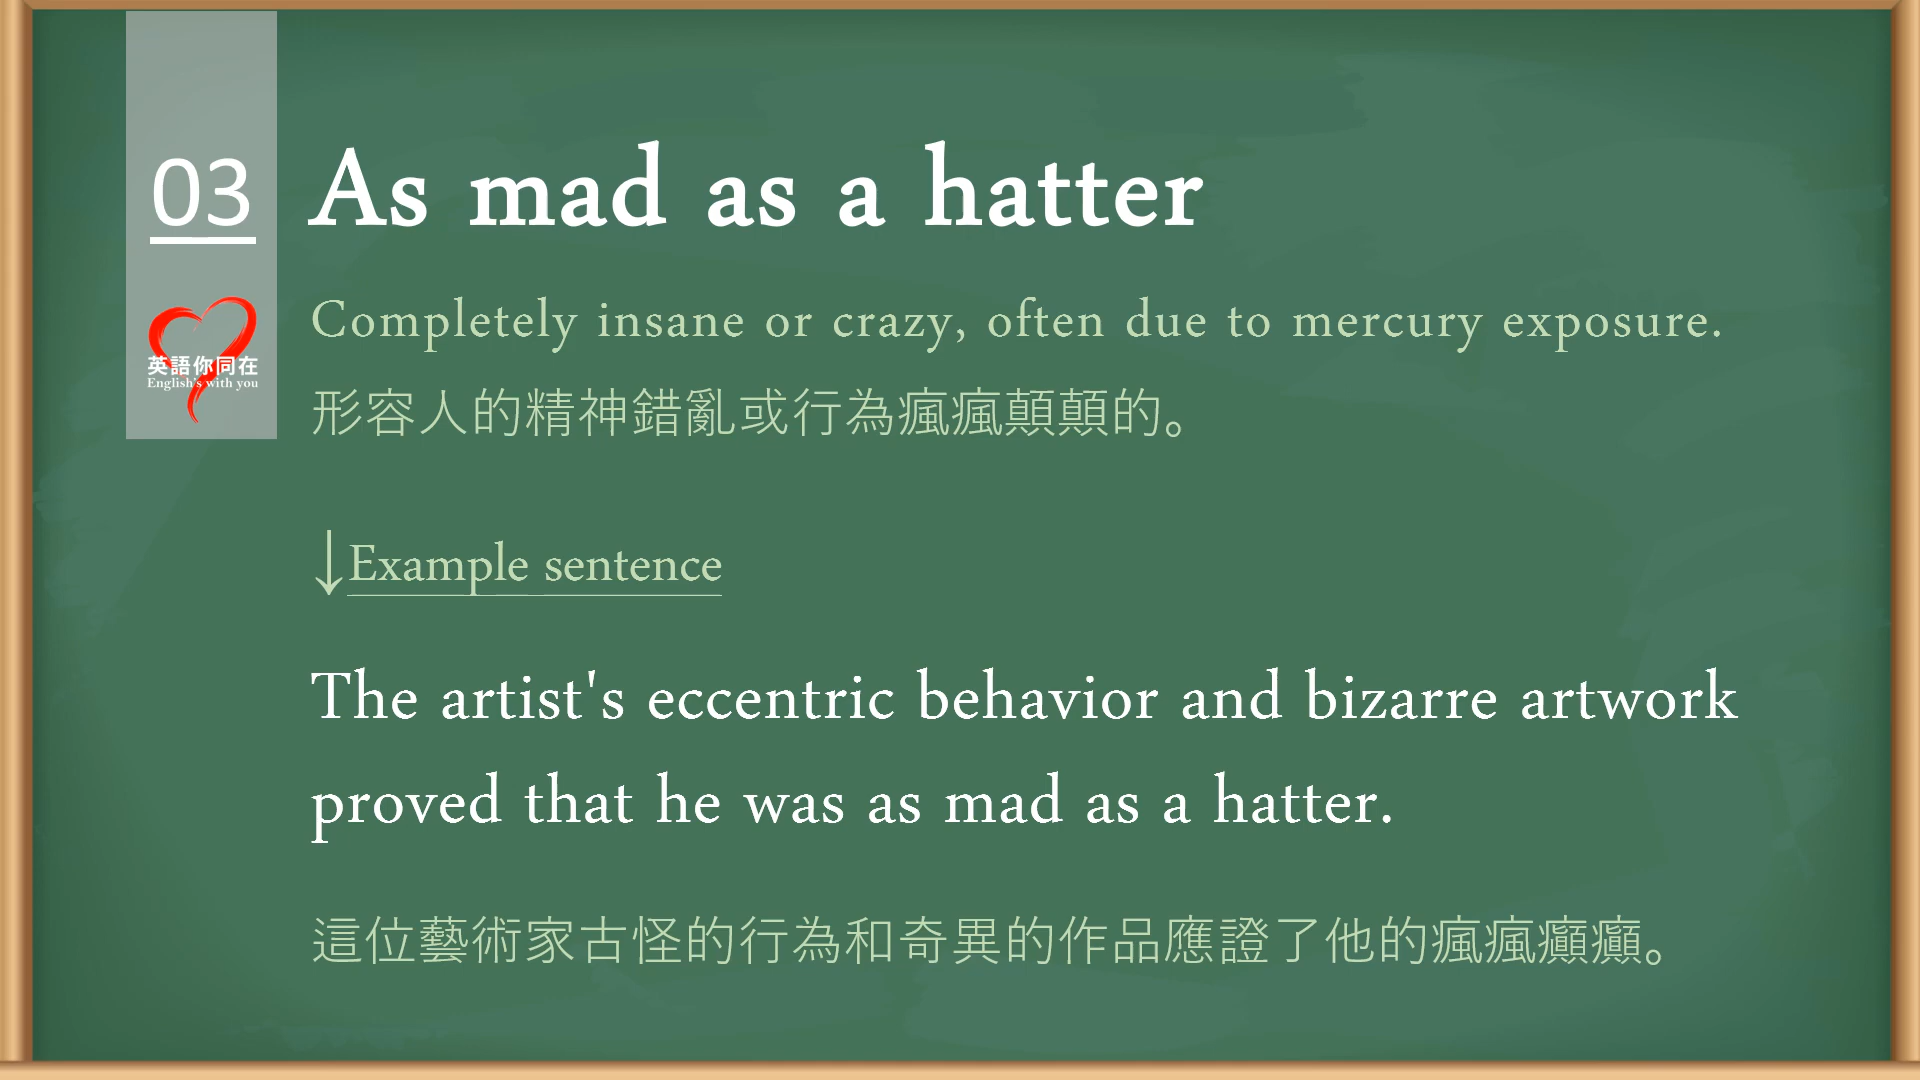 03
As mad as a hatter
英語你同在
English's with you
Completely insane or crazy, often due to mercury exposure.
形容人的精神錯亂或行為瘋瘋顛顛的。
↓Example sentence
The artist's eccentric behavior and bizarre artwork
proved that he was as mad as a hatter.
這位藝術家古怪的行為和奇異的作品應證了他的瘋瘋癲癲。